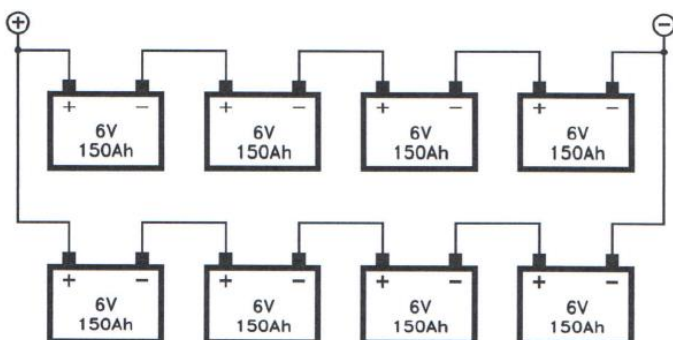 + −
+ − + − + − + −
6V 6V 6V 6V
150Ah 150Ah 150Ah 150Ah
+ − + − + − + −
6V 6V 6V 6V
150Ah 150Ah 150Ah 150Ah